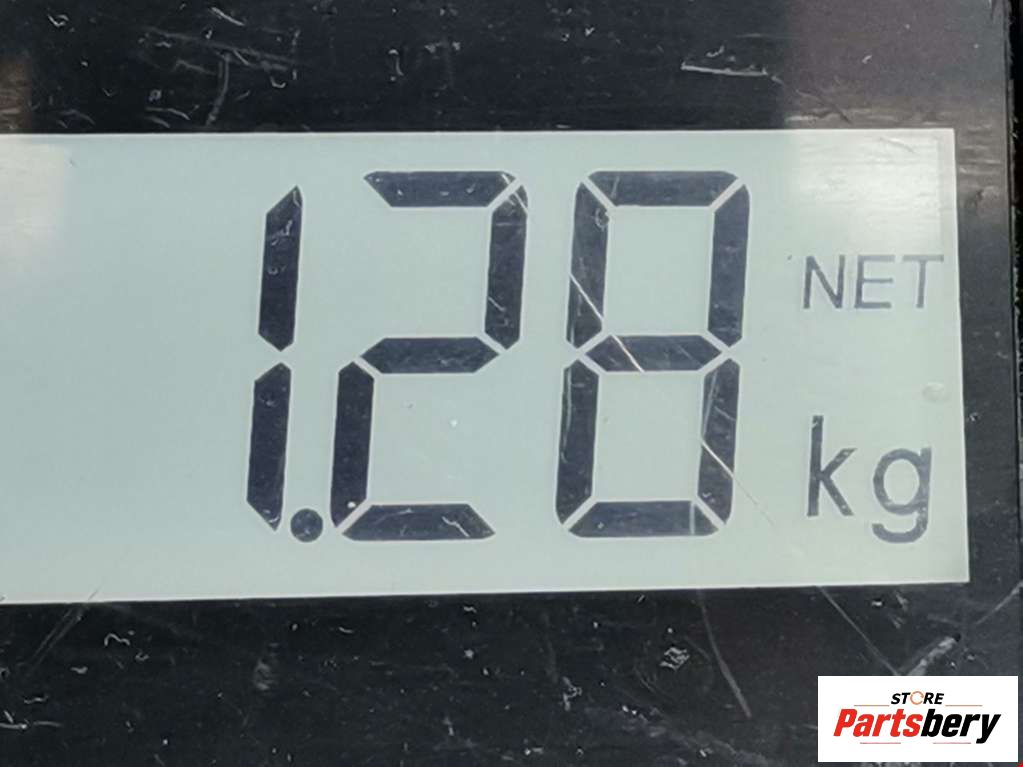 1.28 NET
kg
STORE
Partsbery